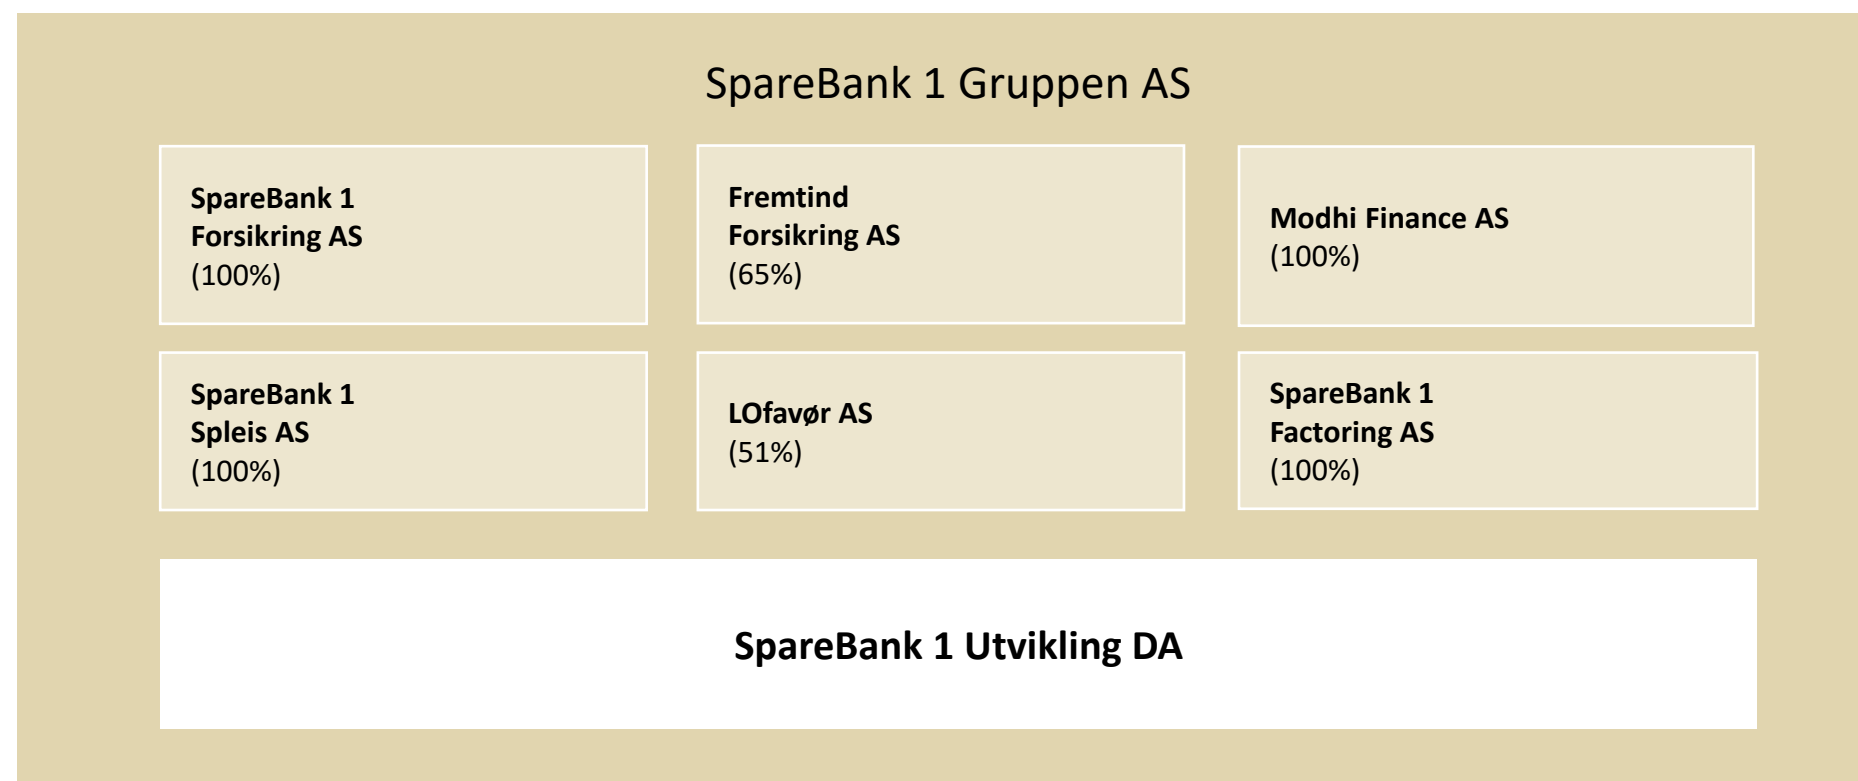 SpareBank 1 Gruppen AS
SpareBank 1
Forsikring AS
(100%)
Fremtind
Forsikring AS
(65%)
Modhi Finance AS
(100%)
SpareBank 1
Spleis AS
(100%)
LOfavør AS
(51%)
SpareBank 1
Factoring AS
(100%)
SpareBank 1 Utvikling DA